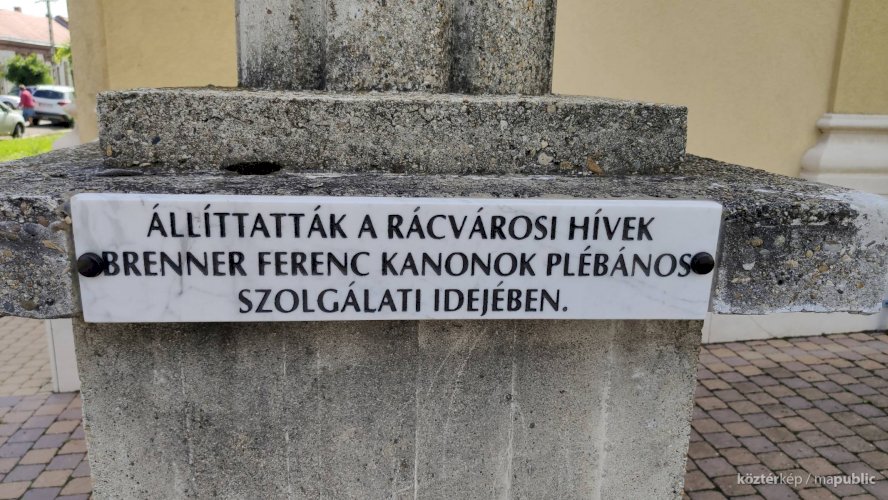 ÁLLÍTTATTÁK A RÁCVÁROSI HÍVEK
BRENNER FERENC KANONOK PLÉBÁNOS
SZOLGÁLATI IDEJÉBEN.
köztérkép / mapublic